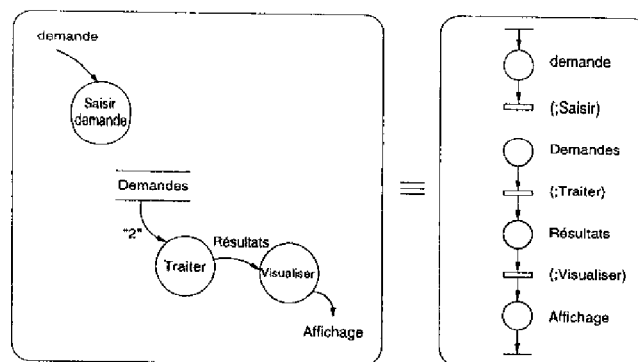 demande
Saisir
demande
Demandes
"2"
Traiter
Résultats
Visualiser
Affichage
demande
(;Saisir)
Demandes
(;Traiter)
Résultats
(;Visualiser)
Affichage